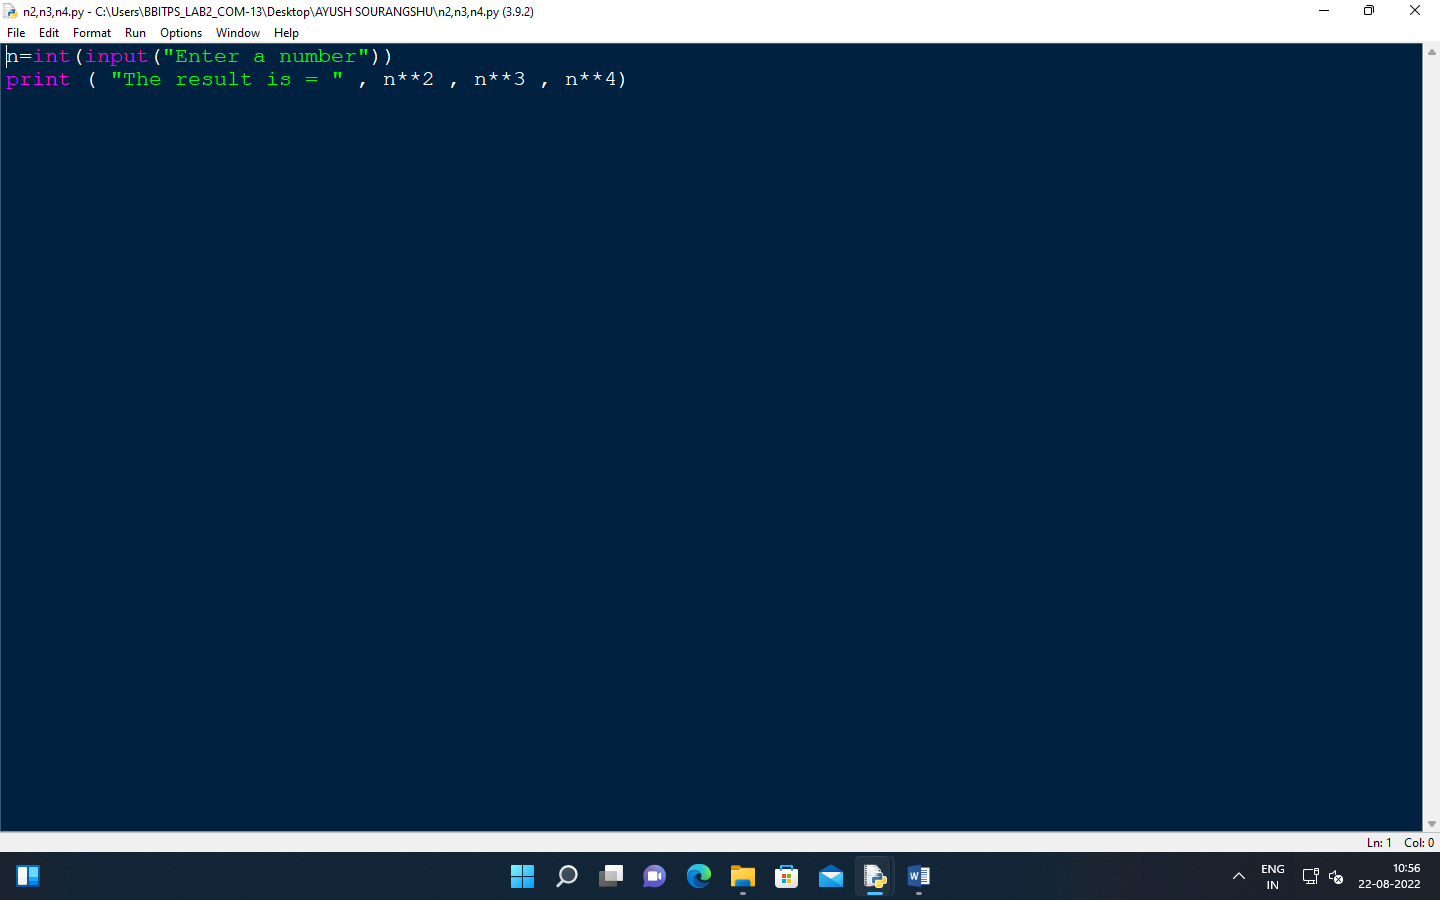 n2,n3,n4.py - C:\Users\BBITPS_LAB2_COM-13\Desktop\AYUSH SOURANGSHU\n2,n3,n4.py (3.9.2)
File Edit Format Run Options Window Help
n=int(input("Enter a number"))
print ( "The result is = " , n**2 , n**3 , n**4)
Ln: 1 Col: 0
ENG
IN
10:56
22-08-2022